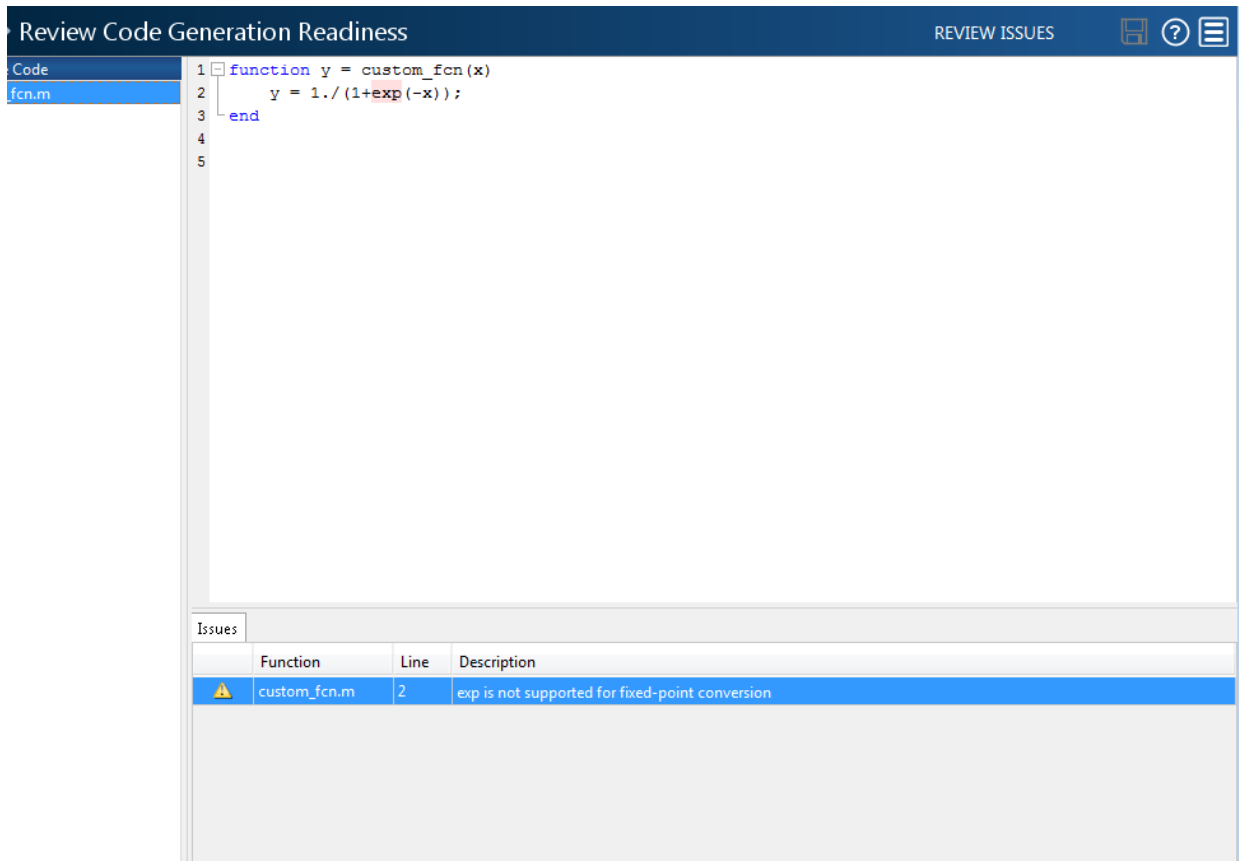 Review Code Generation Readiness REVIEW ISSUES
Code
_fcn.m
1 function y = custom_fcn(x)
2 y = 1./(1+exp(-x));
3 end
4
5
Issues
Function Line Description
custom_fcn.m 2 exp is not supported for fixed-point conversion